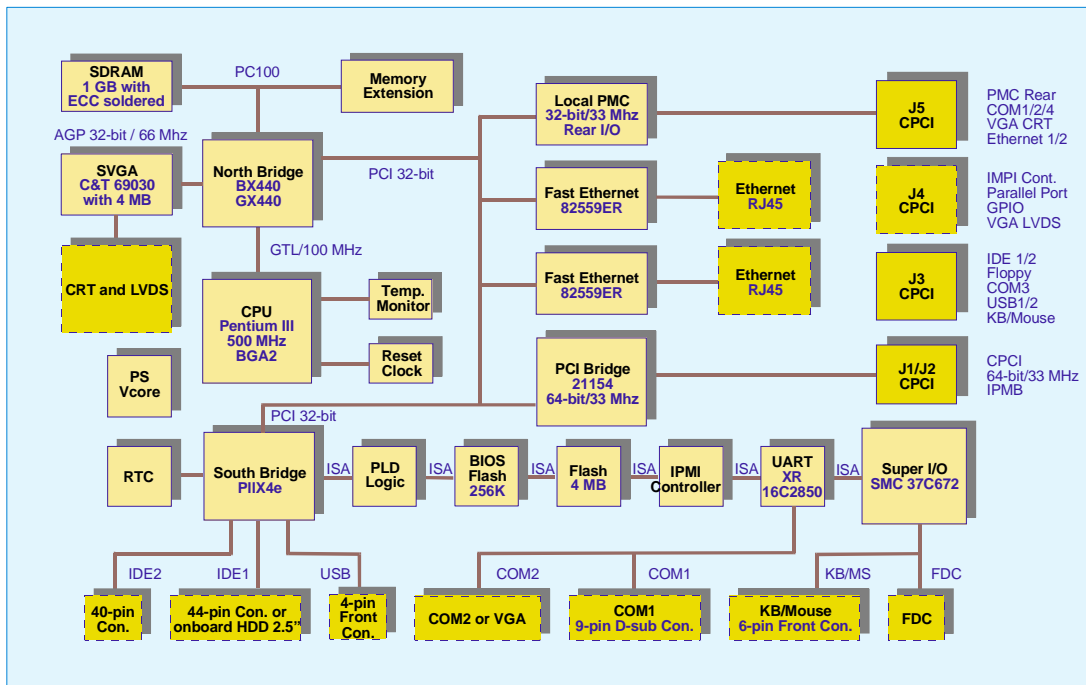 SDRAM
1 GB with
ECC soldered
PC100
Memory
Extension
Local PMC
32-bit/33 Mhz
Rear I/O
J5
CPCI
PMC Rear
COM1/2/4
VGA CRT
Ethernet 1/2
AGP 32-bit / 66 Mhz
SVGA
C&T 69030
with 4 MB
North Bridge
BX440
GX440
PCI 32-bit
Fast Ethernet
82559ER
Ethernet
RJ45
J4
CPCI
IMPI Cont.
Parallel Port
GPIO
VGA LVDS
GTL/100 MHz
CRT and LVDS
CPU
Pentium III
500 MHz
BGA2
Temp.
Monitor
Reset
Clock
Fast Ethernet
82559ER
Ethernet
RJ45
J3
CPCI
IDE 1/2
Floppy
COM3
USB1/2
KB/Mouse
PS
Vcore
PCI Bridge
21154
64-bit/33 Mhz
J1/J2
CPCI
CPCI
64-bit/33 MHz
IPMB
PCI 32-bit
RTC
South Bridge
PIIX4e
ISA
PLD
Logic
ISA
BIOS
Flash
256K
ISA
Flash
4 MB
ISA
IPMI
Controller
ISA
UART
XR
16C2850
ISA
Super I/O
SMC 37C672
IDE2
IDE1
USB
COM2
COM1
KB/MS
FDC
40-pin
Con.
44-pin Con. or
onboard HDD 2.5”
4-pin
Front
Con.
COM2 or VGA
COM1
9-pin D-sub Con.
KB/Mouse
6-pin Front Con.
FDC